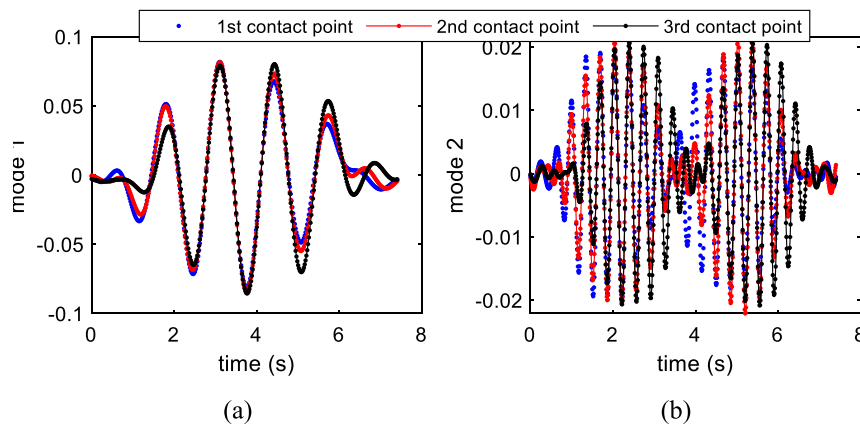 1st contact point 2nd contact point 3rd contact point
0.1
0.05
0
-0.05
-0.1
0 2 4 6 8
time (s)
(a)
0.02
0.01
0
-0.01
-0.02
mode 2
0 2 4 6 8
time (s)
(b)